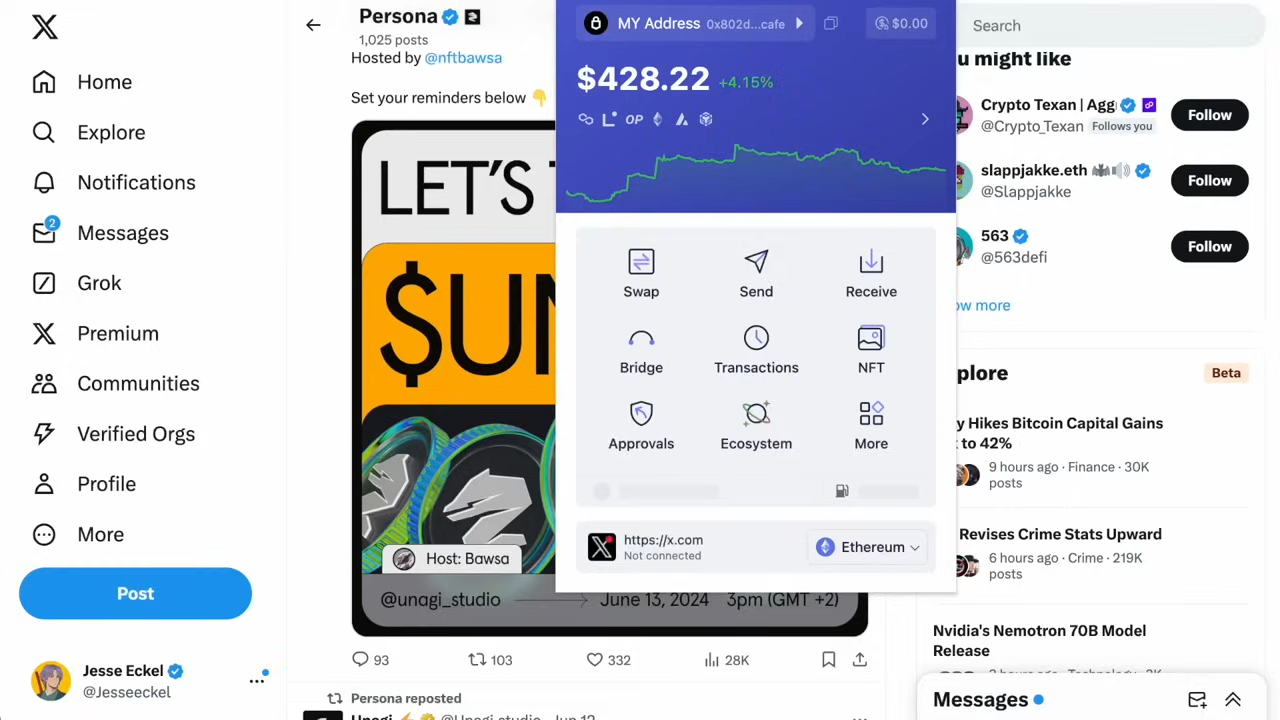 Home
Explore
Notifications
2
Messages
Grok
Premium
Communities
Verified Orgs
Profile
More
Post
Jesse Eckel
@Jesseeckel
Persona
1,025 posts
Hosted by @nftbawsa
Set your reminders below 👇
LET'S
$UN
Host: Bawsa
@unagi_studio
June 13, 2024 3pm (GMT +2)
93
103
332
28K
Persona reposted
Unagi @Unagi_studio Jun 12
MY Address 0x802d...cafe
$0.00
$428.22 +4.15%
OP
Swap
Send
Receive
Bridge
Transactions
NFT
Approvals
Ecosystem
More
https://x.com
Not connected
Ethereum
Search
u might like
Crypto Texan | Agg
@Crypto_Texan Follows you
Follow
slappjakke.eth
@Slappjakke
Follow
563
@563defi
Follow
ow more
plore
Beta
y Hikes Bitcoin Capital Gains
to 42%
9 hours ago · Finance · 30K
posts
Revises Crime Stats Upward
6 hours ago · Crime · 219K
posts
Nvidia's Nemotron 70B Model
Release
Messages